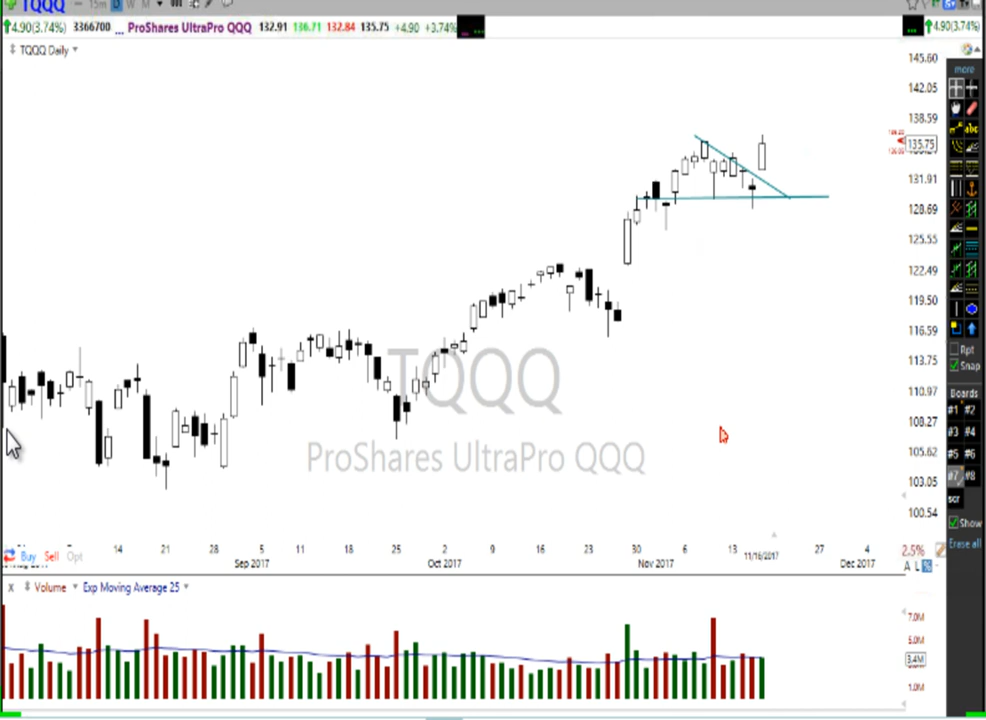 TQQQ 15m D W M
4.90(3.74%) 3366700 ... ProShares UltraPro QQQ 132.91 136.71 132.84 135.75 +4.90 +3.74% ... ... 4.90(3.74%)
TQQQ Daily
145.60
more
142.05
138.59
abc
135.75
131.91
128.69
125.55
122.49
119.50
116.59
Rpt
113.75
Snap
TQQQ
110.97
Boards
#1 #2
108.27
#3 #4
ProShares UltraPro QQQ
105.62
#5 #6
103.05
#7 #8
scr
100.54
Show
14 21 28 5 11 18 25 2 9 16 23 30 6 13 11/16/2017 27 4 2.5%
Erase all
Buy Sell Opt
Sep 2017 Oct 2017 Nov 2017 Dec 2017 A L %
X Volume Exp Moving Average 25
7.0M
5.0M
3.4M
1.0M